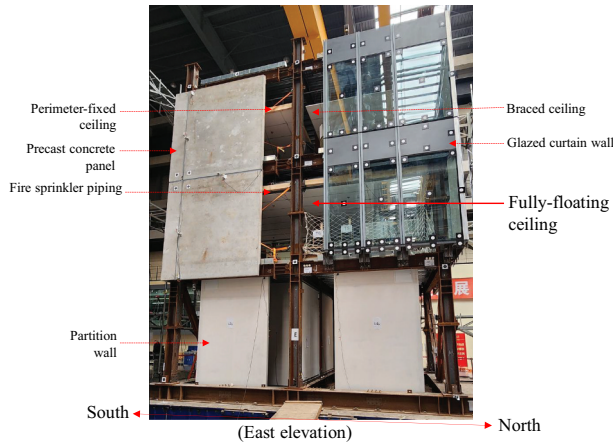 Perimeter-fixed
ceiling
Precast concrete
panel
Fire sprinkler piping
Braced ceiling
Glazed curtain wall
Fully-floating
ceiling
展
Partition
wall
South
North
(East elevation)